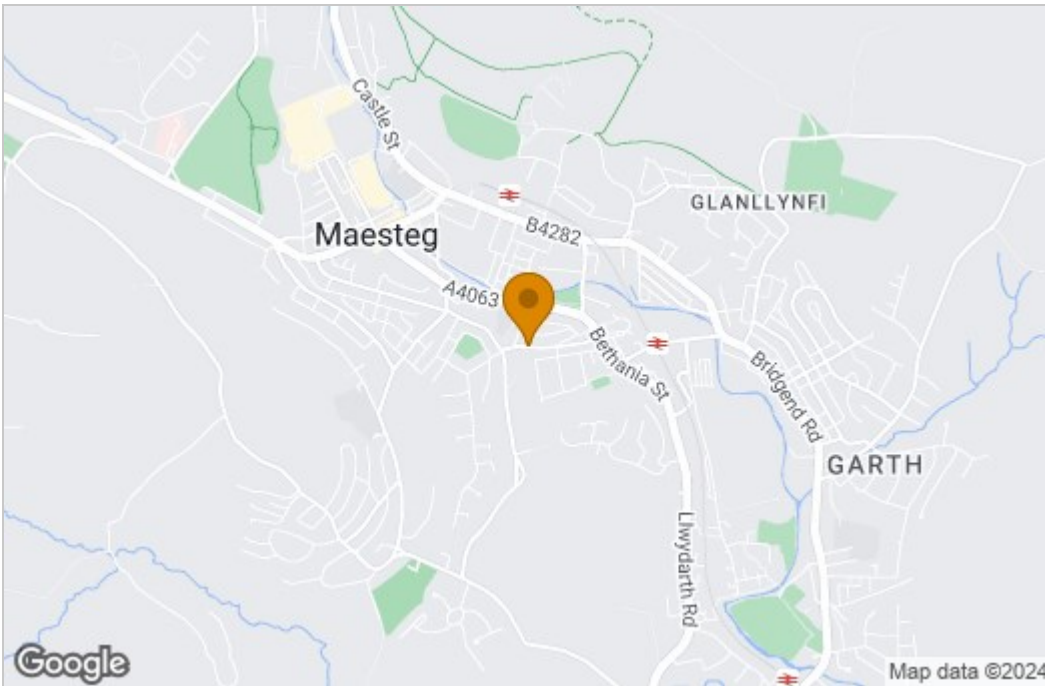 Castle St
GLANLLYNFI
Maesteg
B4282
A4063
Bethania St
Bridgend Rd
GARTH
Llwydarth Rd
Google
Map data ©2024